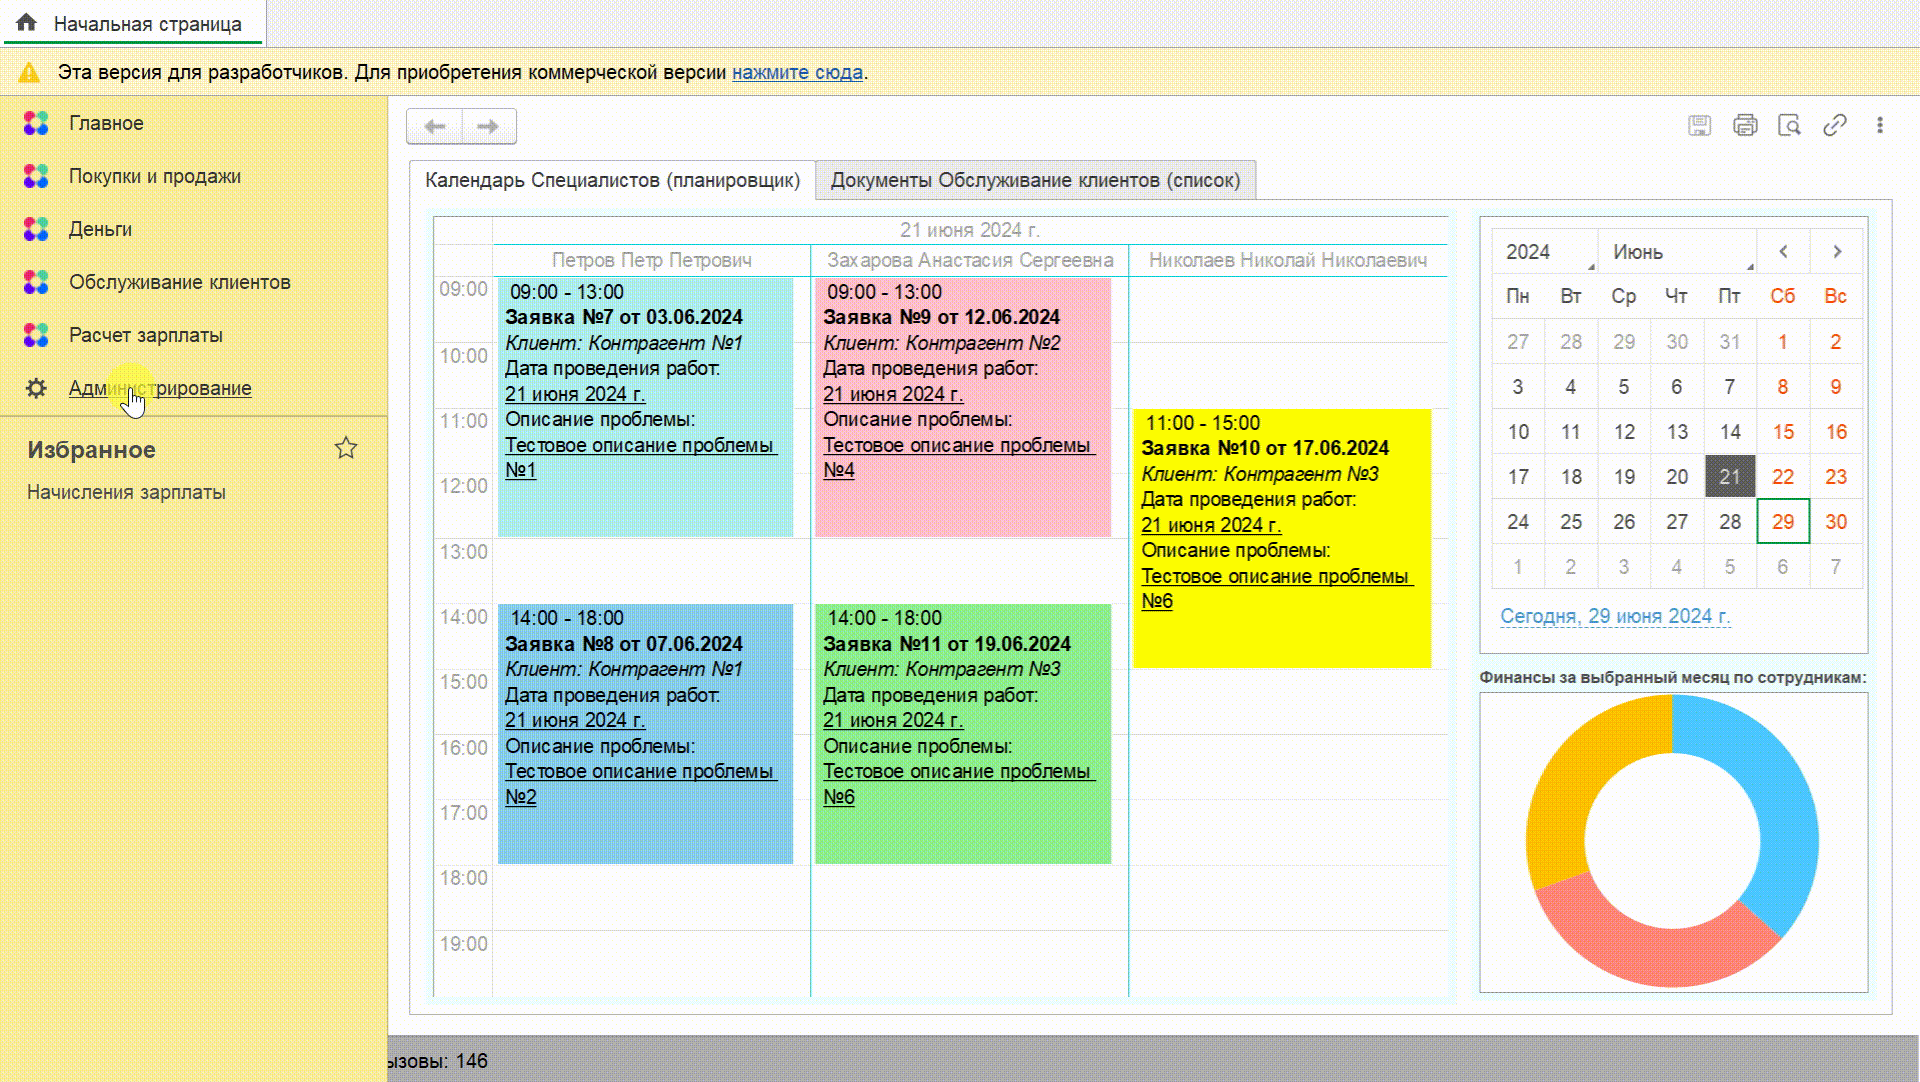 Начальная страница
Эта версия для разработчиков. Для приобретения коммерческой версии нажмите сюда.
Главное
Покупки и продажи
Деньги
Обслуживание клиентов
Расчет зарплаты
Администрирование
Избранное
Начисления зарплаты
Календарь Специалистов (планировщик)
Документы Обслуживание клиентов (список)
21 июня 2024 г.
Петров Петр Петрович
Захарова Анастасия Сергеевна
Николаев Николай Николаевич
09:00
10:00
11:00
12:00
13:00
14:00
15:00
16:00
17:00
18:00
19:00
09:00 - 13:00
Заявка №7 от 03.06.2024
Клиент: Контрагент №1
Дата проведения работ:
21 июня 2024 г.
Описание проблемы:
Тестовое описание проблемы
№1
14:00 - 18:00
Заявка №8 от 07.06.2024
Клиент: Контрагент №1
Дата проведения работ:
21 июня 2024 г.
Описание проблемы:
Тестовое описание проблемы
№2
09:00 - 13:00
Заявка №9 от 12.06.2024
Клиент: Контрагент №2
Дата проведения работ:
21 июня 2024 г.
Описание проблемы:
Тестовое описание проблемы
№4
14:00 - 18:00
Заявка №11 от 19.06.2024
Клиент: Контрагент №3
Дата проведения работ:
21 июня 2024 г.
Описание проблемы:
Тестовое описание проблемы
№6
11:00 - 15:00
Заявка №10 от 17.06.2024
Клиент: Контрагент №3
Дата проведения работ:
21 июня 2024 г.
Описание проблемы:
Тестовое описание проблемы
№6
2024 Июнь
Пн Вт Ср Чт Пт Сб Вс
27 28 29 30 31 1 2
3 4 5 6 7 8 9
10 11 12 13 14 15 16
17 18 19 20 21 22 23
24 25 26 27 28 29 30
1 2 3 4 5 6 7
Сегодня, 29 июня 2024 г.
Финансы за выбранный месяц по сотрудникам:
ызовы: 146